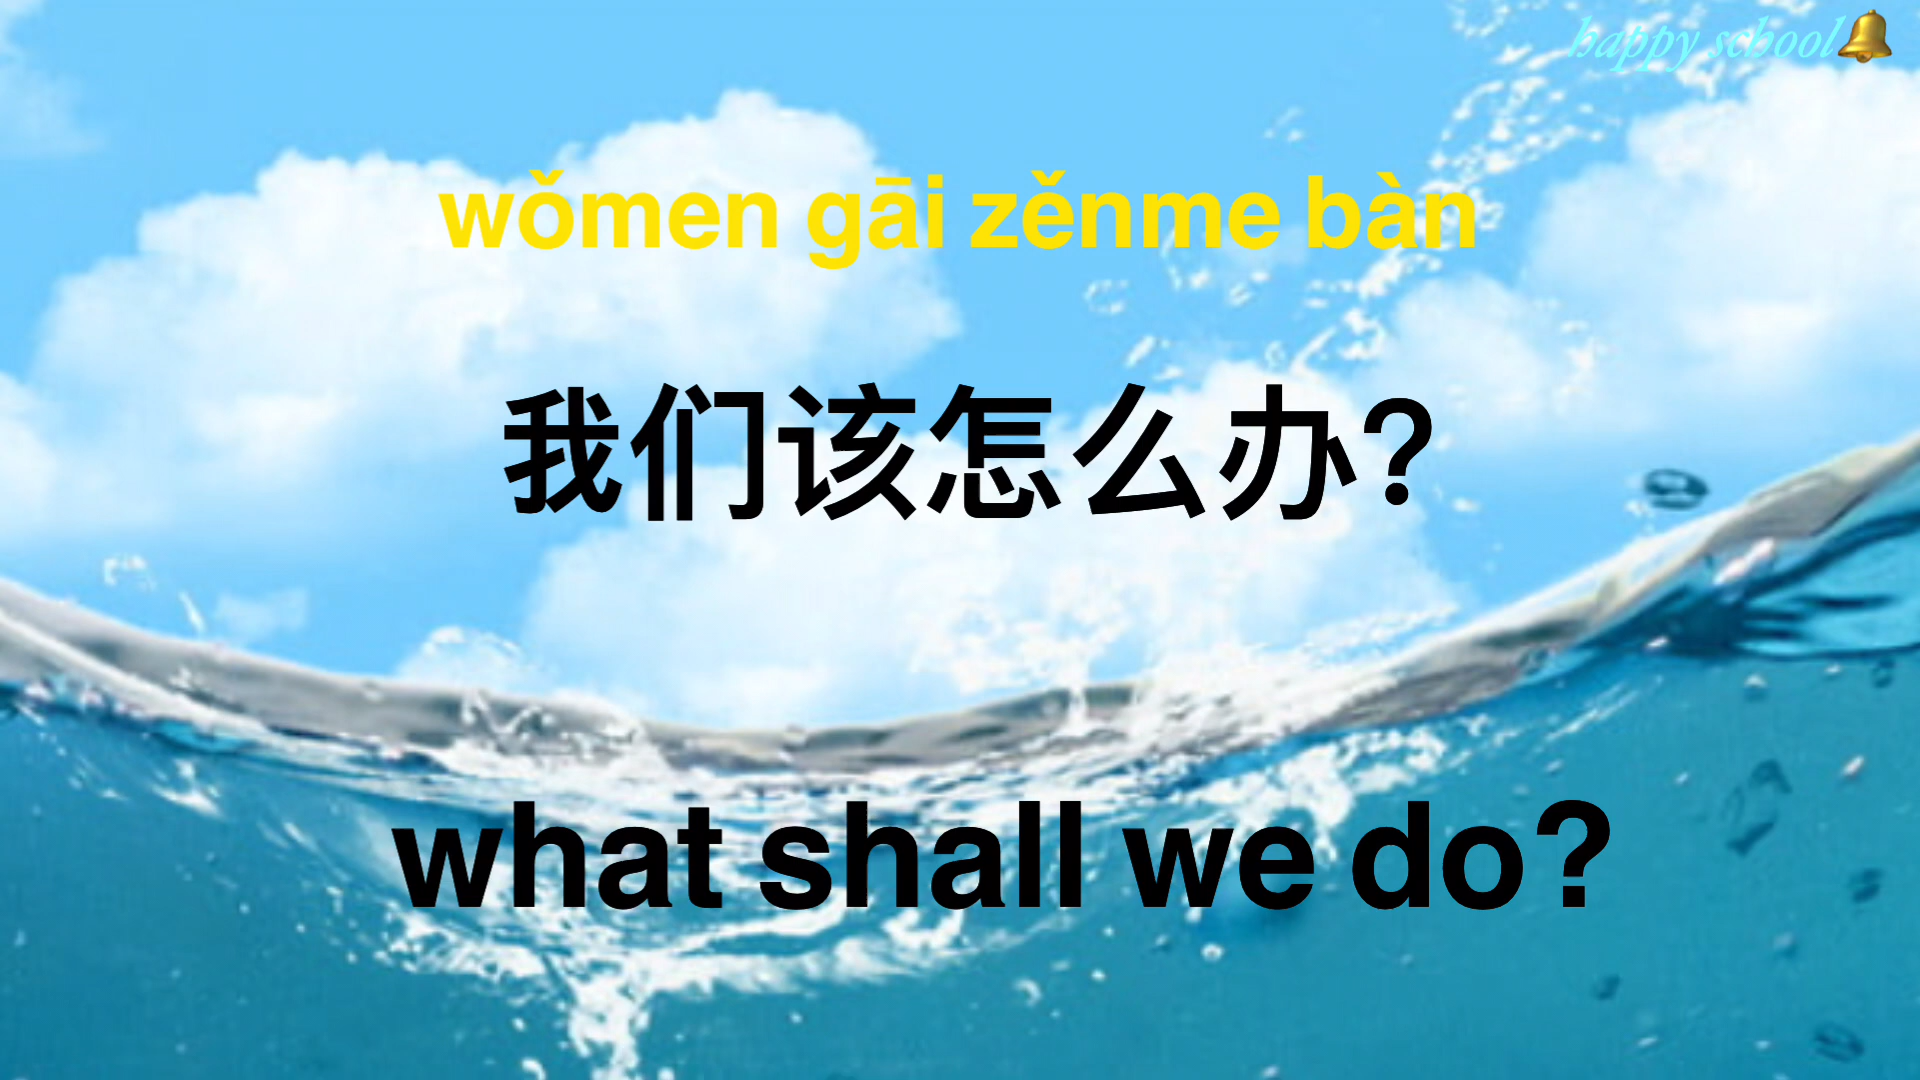 happy school🔔
wǒmen gāi zěnme bàn
我们该怎么办?
what shall we do?